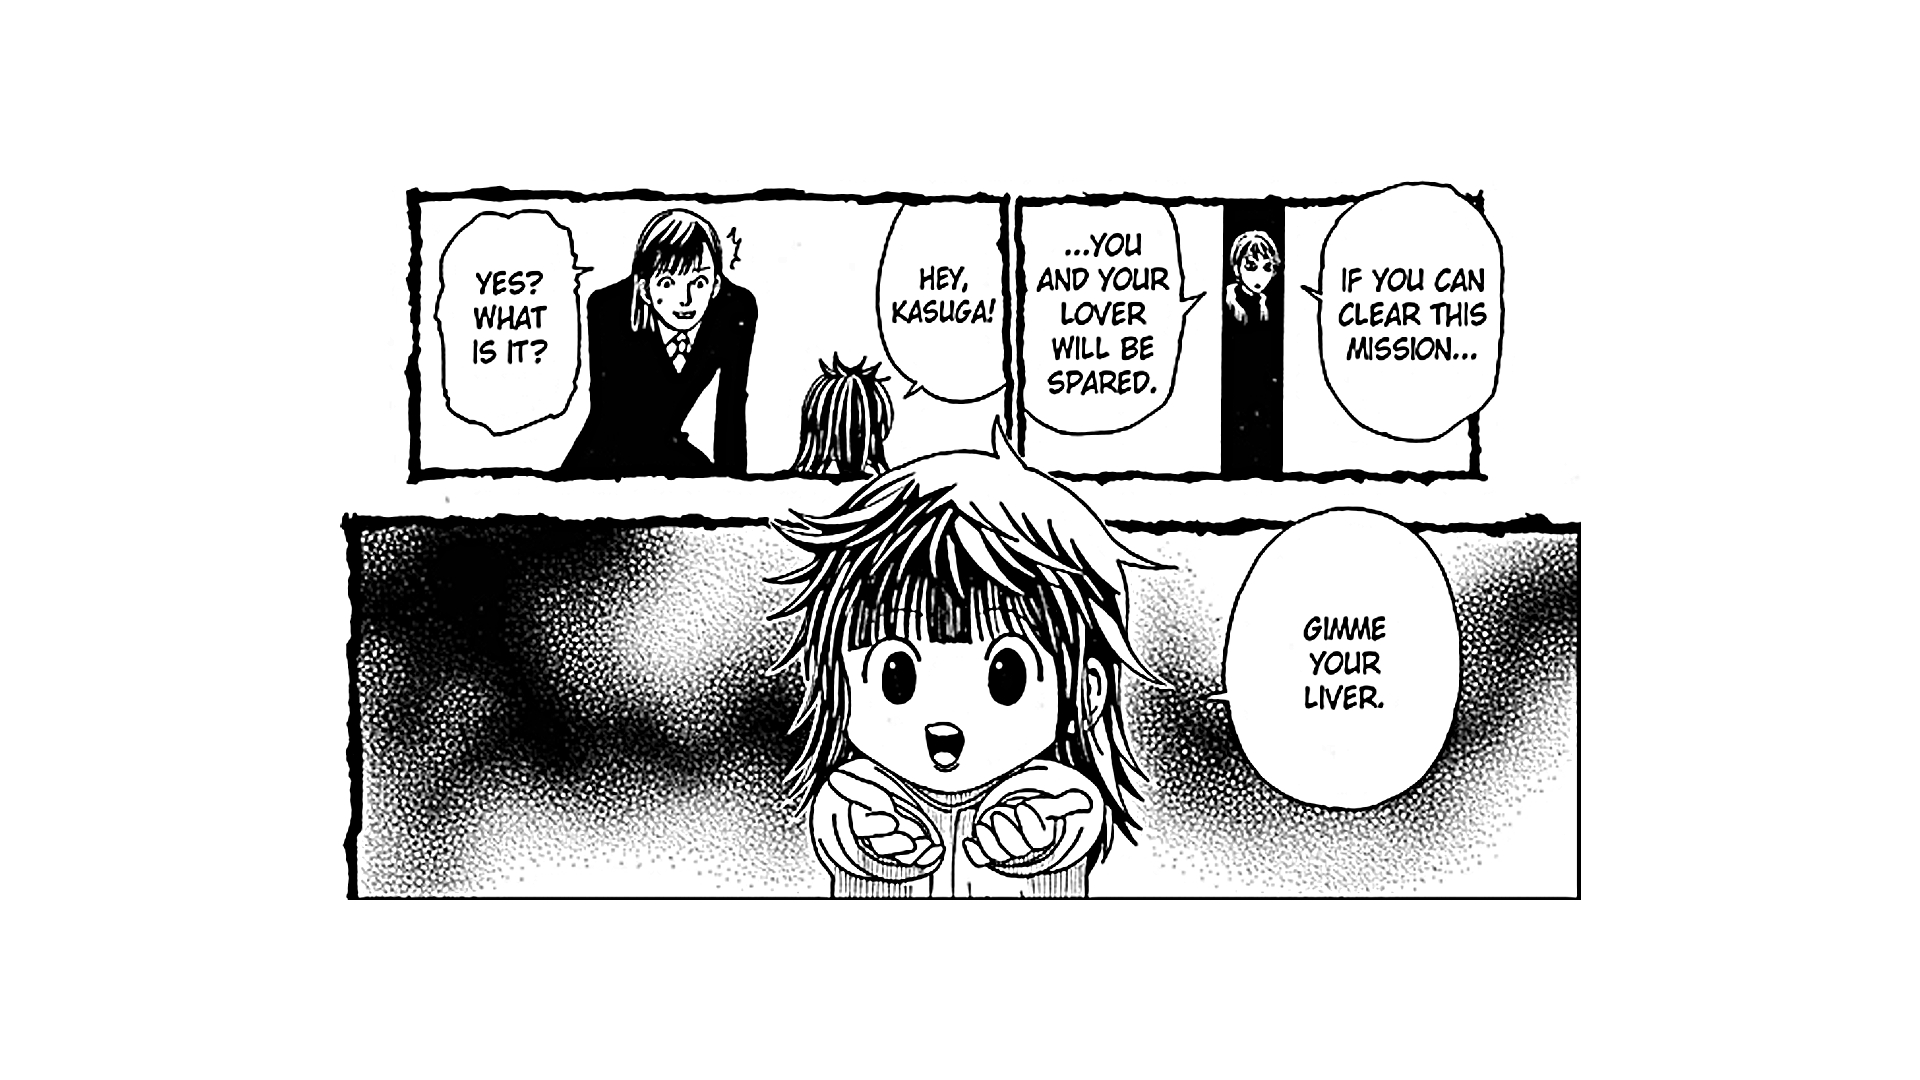 IF YOU CAN
CLEAR THIS
MISSION...
...YOU
AND YOUR
LOVER
WILL BE
SPARED.
HEY,
KASUGA!
YES?
WHAT
IS IT?
GIMME
YOUR
LIVER.